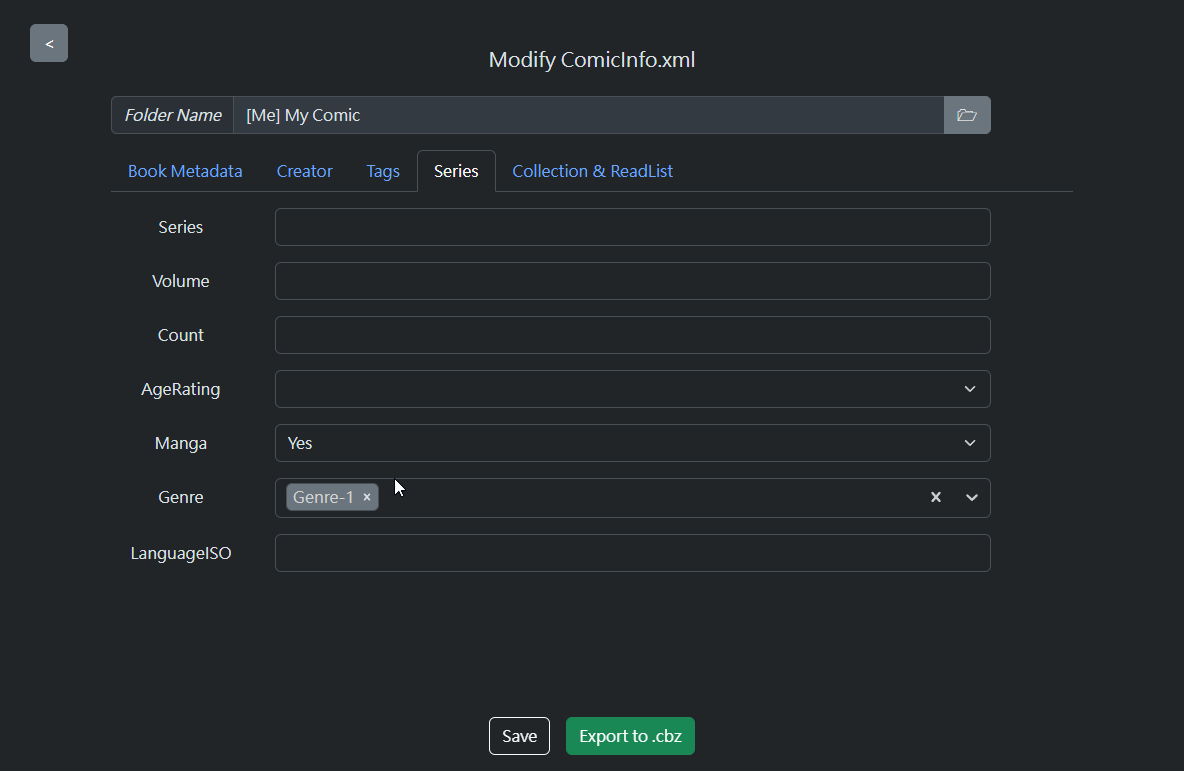 <
Modify ComicInfo.xml
Folder Name [Me] My Comic
Book Metadata Creator Tags Series Collection & ReadList
Series
Volume
Count
AgeRating
Manga Yes
Genre Genre-1 ×
LanguageISO
Save Export to .cbz